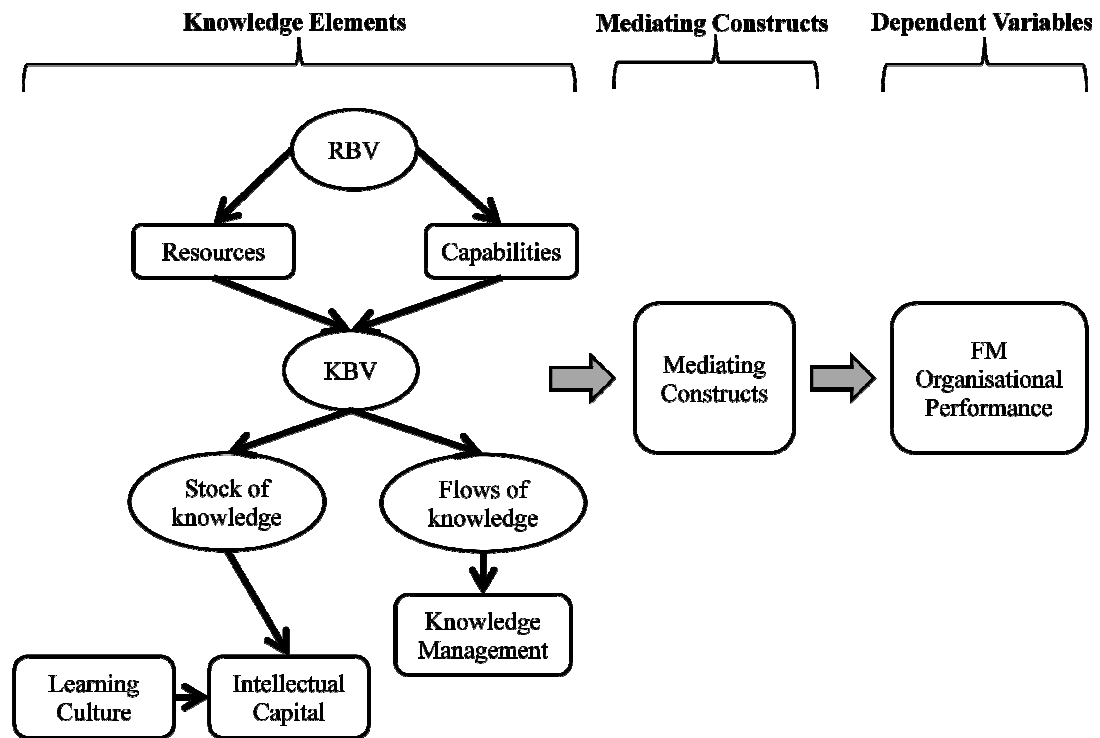 Knowledge Elements
Mediating Constructs
Dependent Variables
RBV
Resources
Capabilities
KBV
Mediating
Constructs
FM
Organisational
Performance
Stock of
knowledge
Flows of
knowledge
Knowledge
Management
Learning
Culture
Intellectual
Capital